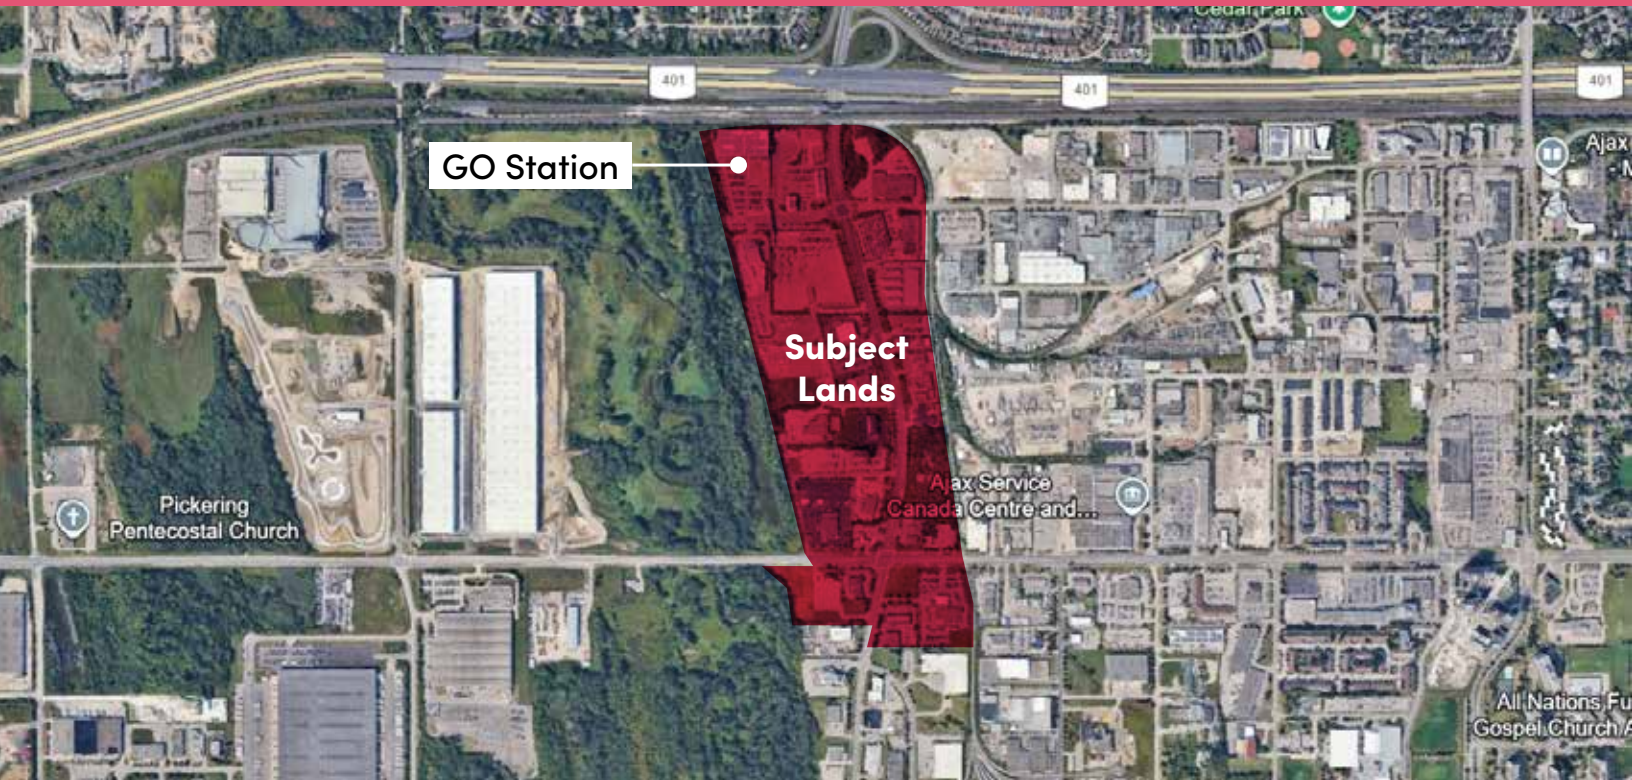 Cedar Park
401
401
401
Ajax
GO Station
Subject
Lands
Ajax Service
Canada Centre and...
Pickering
Pentecostal Church
All Nations Fu
Gospel Church A